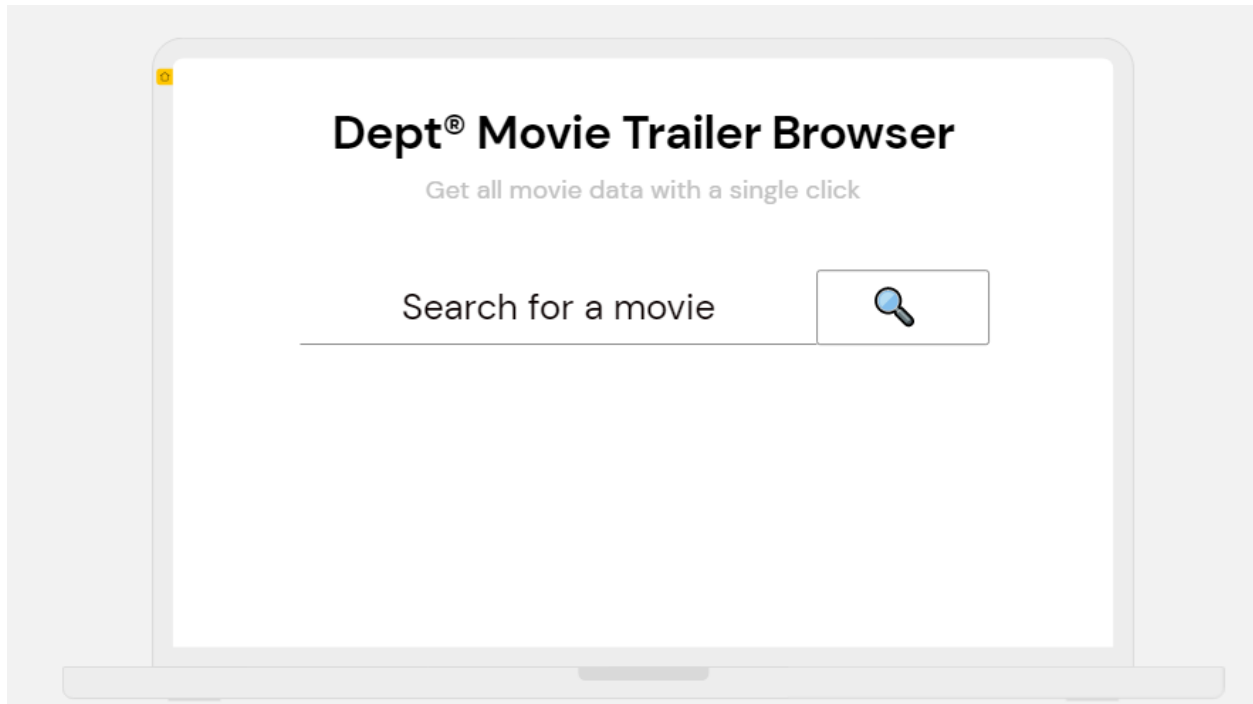 Dept® Movie Trailer Browser
Get all movie data with a single click
Search for a movie